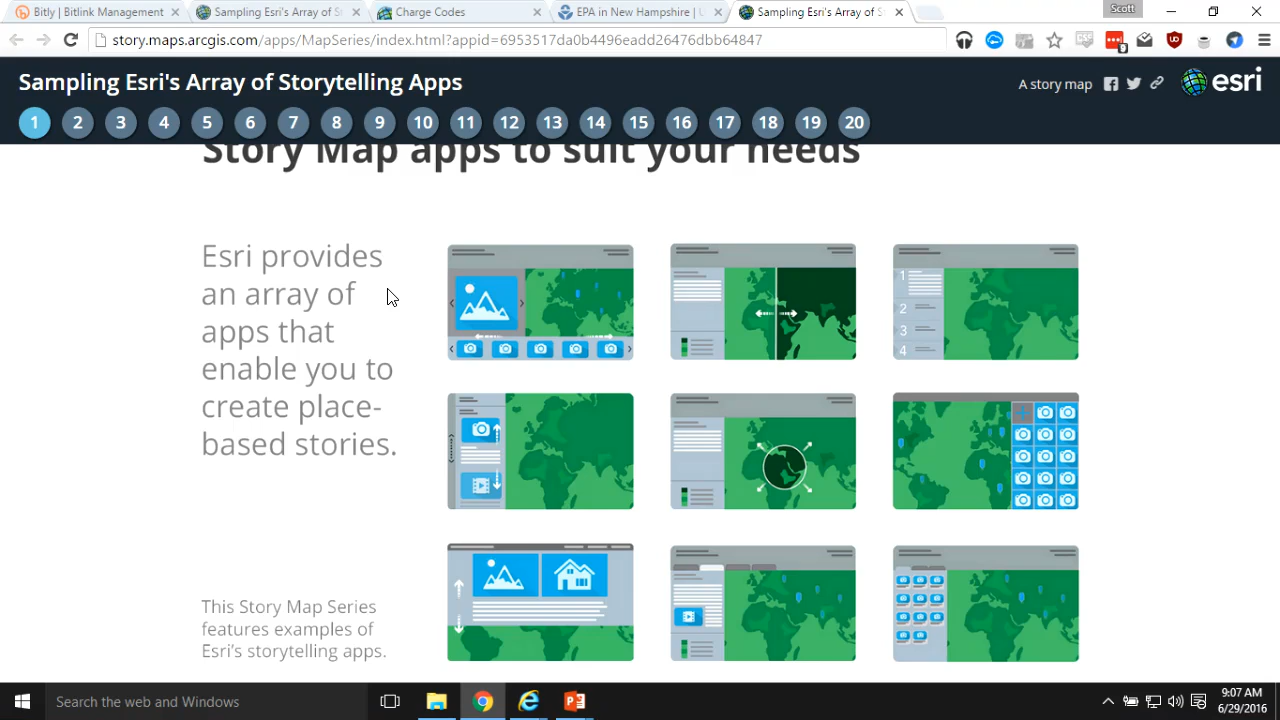 Scott
Bitly | Bitlink Management
Sampling Esri's Array of S
Charge Codes
EPA in New Hampshire | U
Sampling Esri's Array of S
story.maps.arcgis.com/apps/MapSeries/index.html?appid=6953517da0b4496eadd26476dbb64847
Sampling Esri's Array of Storytelling Apps
A story map
esri
1 2 3 4 5 6 7 8 9 10 11 12 13 14 15 16 17 18 19 20
Story Map apps to suit your needs
Esri provides
an array of
apps that
enable you to
create place-
based stories.
1
2
3
4
This Story Map Series
features examples of
Esri's storytelling apps.
Search the web and Windows
9:07 AM
6/29/2016